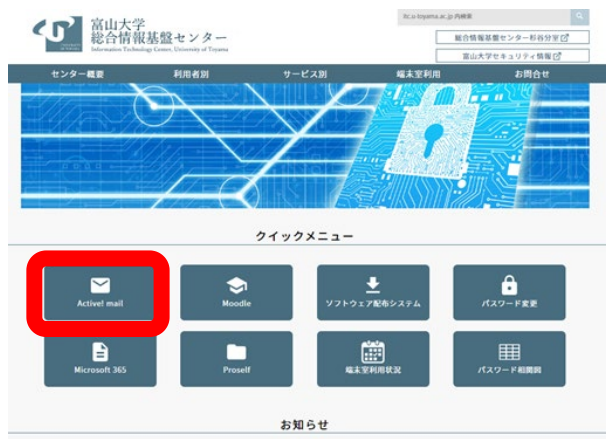 富山大学
総合情報基盤センター
Information Technology Center, University of Toyama
itc.u-toyama.ac.jp 内検索
総合情報基盤センター杉谷分室
富山大学セキュリティ情報
センター概要 利用者別 サービス別 端末室利用 お問合せ
クイックメニュー
Active! mail Moodle ソフトウェア配布システム パスワード変更
Microsoft 365 Proself 端末室利用状況 パスワード相関図
お知らせ